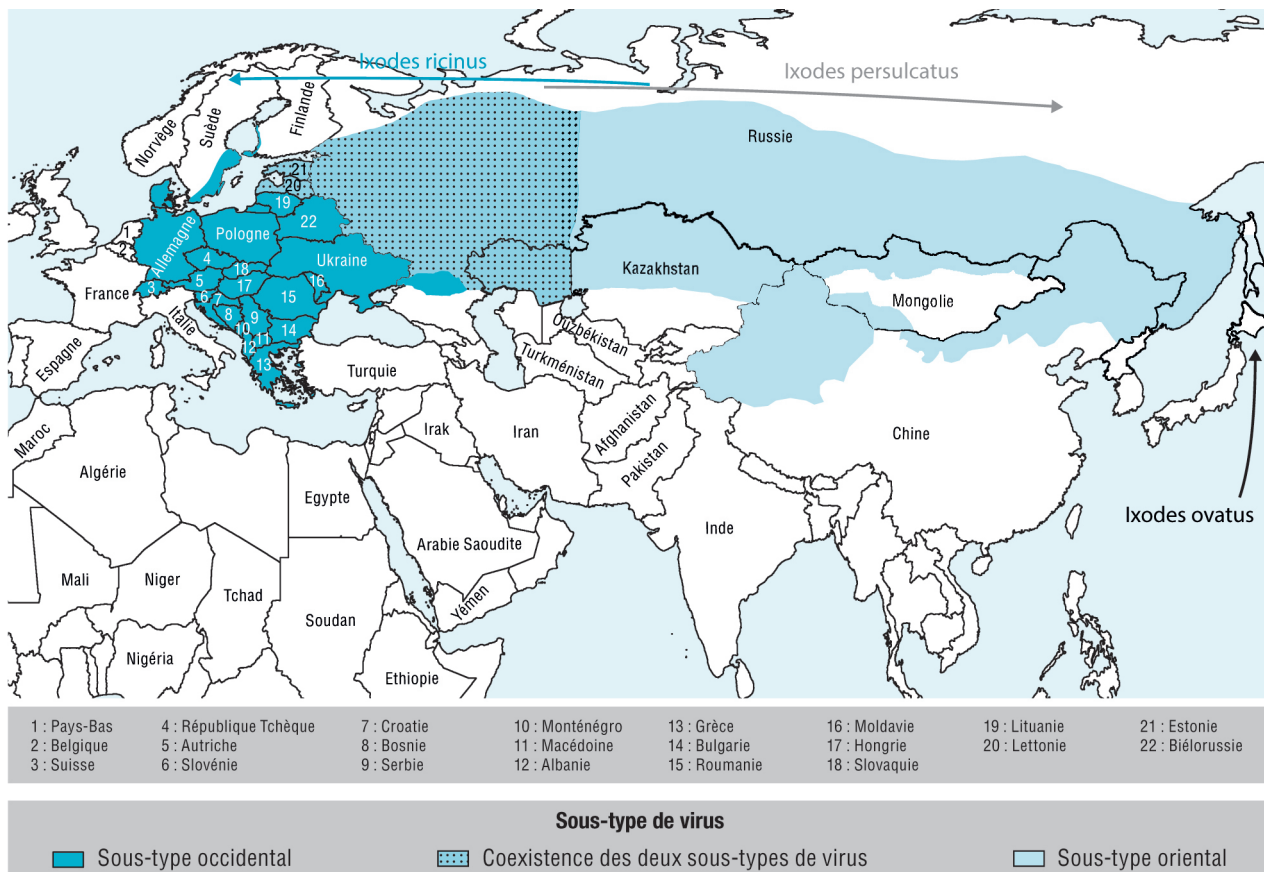 Ixodes ricinus
Ixodes persulcatus
Norvège
Suède
Finlande
Russie
21
20
19
22
1
2
Allemagne
Pologne
Ukraine
4
18
3
5
17
16
6
7
15
8
9
10
11
14
12
13
France
Italie
Espagne
Kazakhstan
Mongolie
Ouzbékistan
Turkménistan
Turquie
Maroc
Algérie
Irak
Iran
Afghanistan
Pakistan
Chine
Egypte
Inde
Ixodes ovatus
Arabie Saoudite
Mali
Niger
Tchad
Yémen
Soudan
Nigéria
Ethiopie
1 : Pays-Bas
2 : Belgique
3 : Suisse
4 : République Tchèque
5 : Autriche
6 : Slovénie
7 : Croatie
8 : Bosnie
9 : Serbie
10 : Monténégro
11 : Macédoine
12 : Albanie
13 : Grèce
14 : Bulgarie
15 : Roumanie
16 : Moldavie
17 : Hongrie
18 : Slovaquie
19 : Lituanie
20 : Lettonie
21 : Estonie
22 : Biélorussie
Sous-type de virus
Sous-type occidental
Coexistence des deux sous-types de virus
Sous-type oriental